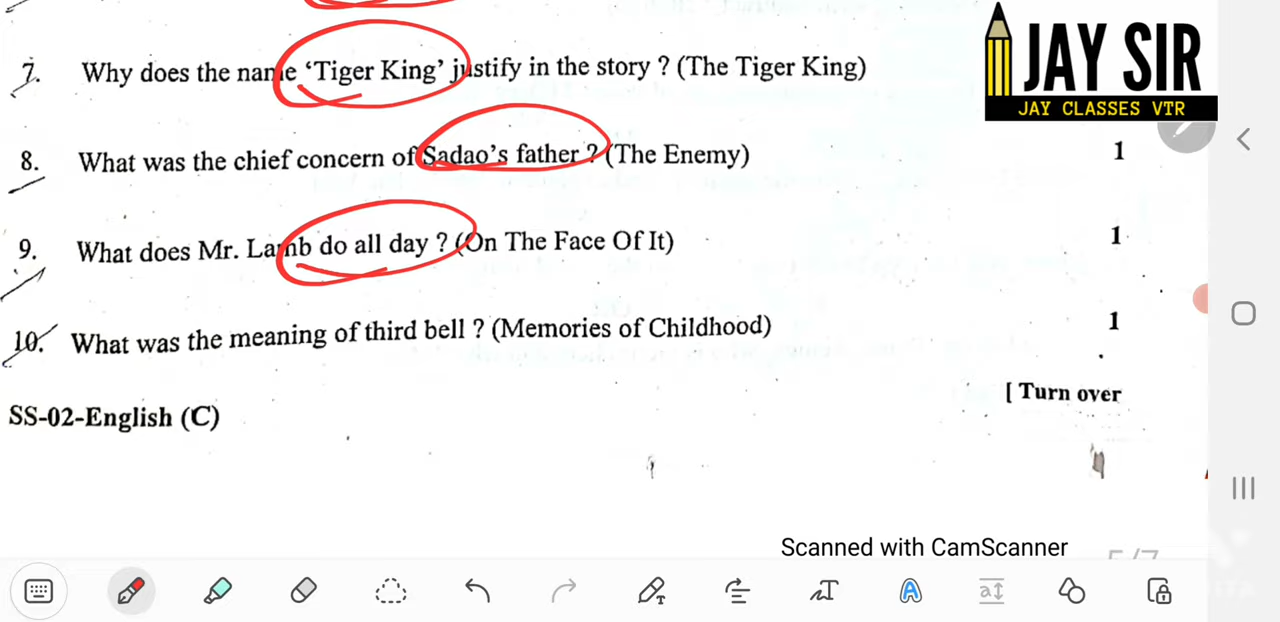 JAY SIR
JAY CLASSES VTR
7. Why does the name ‘Tiger King’ justify in the story ? (The Tiger King)
8. What was the chief concern of Sadao’s father ? (The Enemy) 1
9. What does Mr. Lamb do all day ? (On The Face Of It) 1
10. What was the meaning of third bell ? (Memories of Childhood) 1
[ Turn over
SS-02-English (C)
Scanned with CamScanner